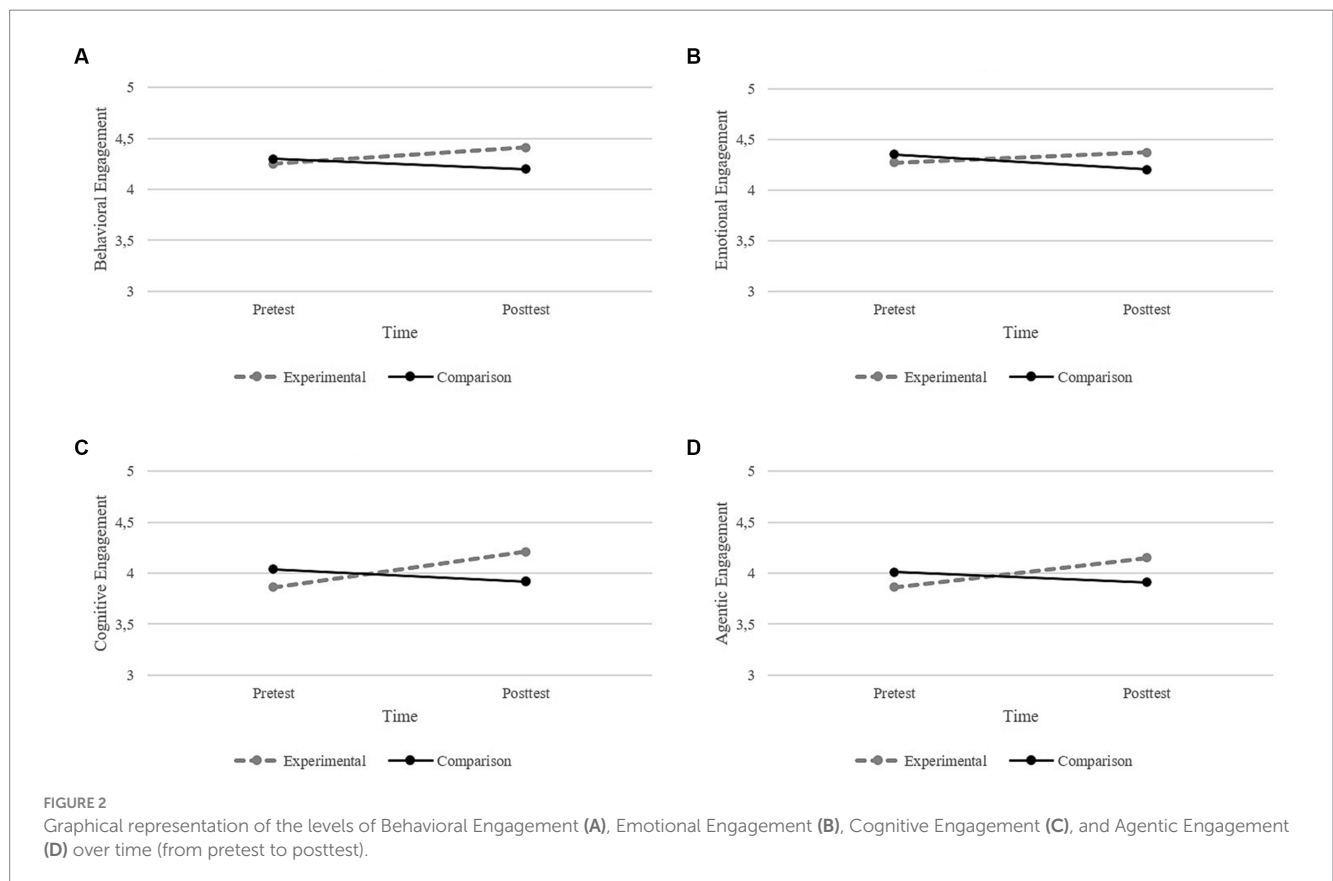 A
Behavioral Engagement
5
4,5
4
3,5
3
Pretest
Posttest
Time
Experimental
Comparison
B
Emotional Engagement
5
4,5
4
3,5
3
Pretest
Posttest
Time
Experimental
Comparison
C
Cognitive Engagement
5
4,5
4
3,5
3
Pretest
Posttest
Time
Experimental
Comparison
D
Agentic Engagement
5
4,5
4
3,5
3
Pretest
Posttest
Time
Experimental
Comparison
FIGURE 2
Graphical representation of the levels of Behavioral Engagement (A), Emotional Engagement (B), Cognitive Engagement (C), and Agentic Engagement
(D) over time (from pretest to posttest).